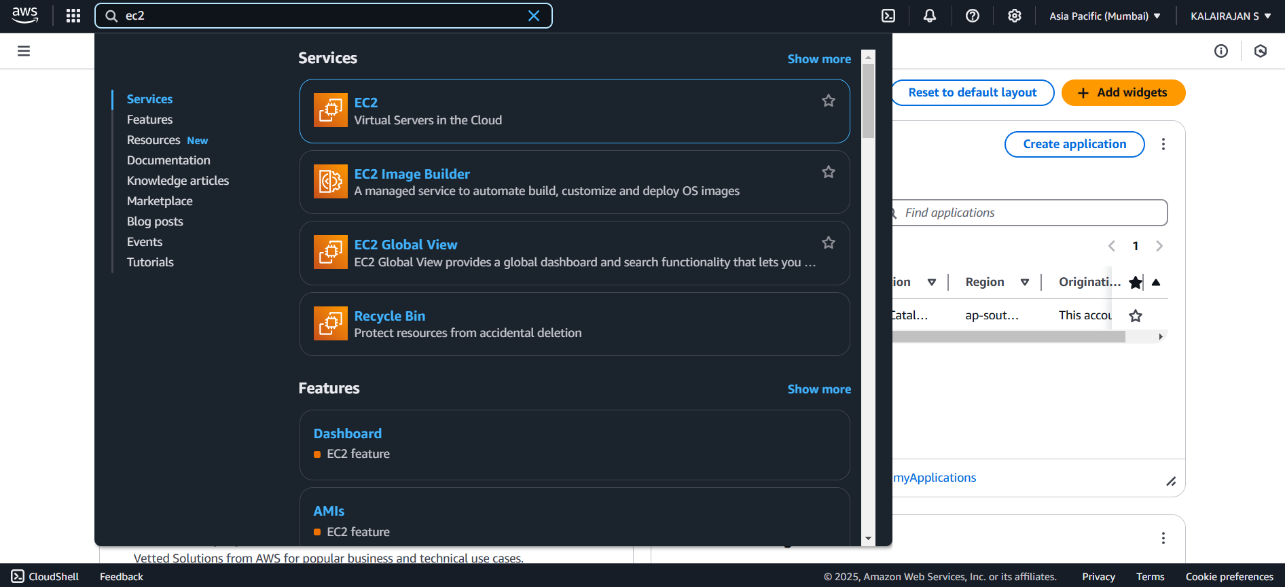 aws
ec2
Asia Pacific (Mumbai)
KALAIRAJAN S
Services
Features
Resources New
Documentation
Knowledge articles
Marketplace
Blog posts
Events
Tutorials
Services
Show more
EC2
Virtual Servers in the Cloud
EC2 Image Builder
A managed service to automate build, customize and deploy OS images
EC2 Global View
EC2 Global View provides a global dashboard and search functionality that lets you ...
Recycle Bin
Protect resources from accidental deletion
Features
Show more
Dashboard
EC2 feature
AMIs
EC2 feature
Reset to default layout
+ Add widgets
Create application
Find applications
1
ion
Region
Originati...
Catal...
ap-sout...
This accou
myApplications
Vetted Solutions from AWS for popular business and technical use cases.
CloudShell
Feedback
© 2025, Amazon Web Services, Inc. or its affiliates.
Privacy
Terms
Cookie preferences